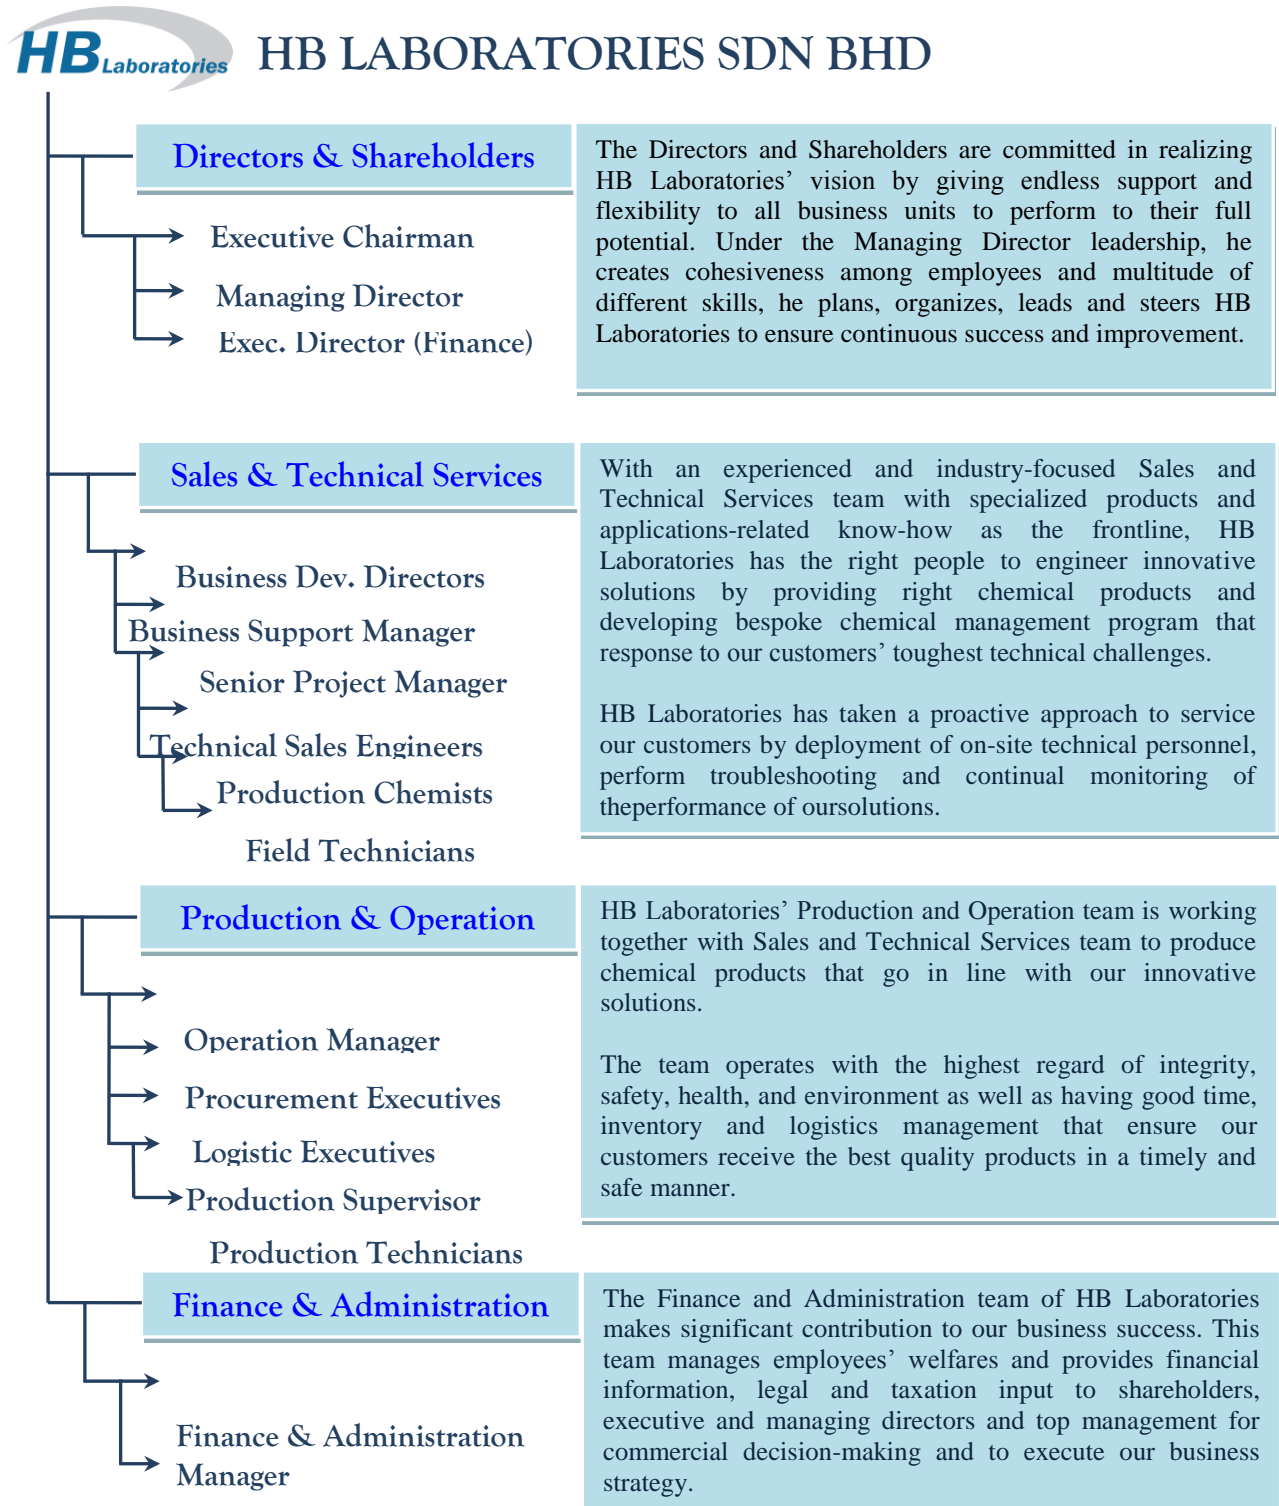 HB Laboratories
HB LABORATORIES SDN BHD
Directors & Shareholders
Executive Chairman
Managing Director
Exec. Director (Finance)
The Directors and Shareholders are committed in realizing
HB Laboratories’ vision by giving endless support and
flexibility to all business units to perform to their full
potential. Under the Managing Director leadership, he
creates cohesiveness among employees and multitude of
different skills, he plans, organizes, leads and steers HB
Laboratories to ensure continuous success and improvement.
Sales & Technical Services
Business Dev. Directors
Business Support Manager
Senior Project Manager
Technical Sales Engineers
Production Chemists
Field Technicians
With an experienced and industry-focused Sales and
Technical Services team with specialized products and
applications-related know-how as the frontline, HB
Laboratories has the right people to engineer innovative
solutions by providing right chemical products and
developing bespoke chemical management program that
response to our customers’ toughest technical challenges.
HB Laboratories has taken a proactive approach to service
our customers by deployment of on-site technical personnel,
perform troubleshooting and continual monitoring of
theperformance of oursolutions.
Production & Operation
Operation Manager
Procurement Executives
Logistic Executives
Production Supervisor
Production Technicians
HB Laboratories’ Production and Operation team is working
together with Sales and Technical Services team to produce
chemical products that go in line with our innovative
solutions.
The team operates with the highest regard of integrity,
safety, health, and environment as well as having good time,
inventory and logistics management that ensure our
customers receive the best quality products in a timely and
safe manner.
Finance & Administration
Finance & Administration
Manager
The Finance and Administration team of HB Laboratories
makes significant contribution to our business success. This
team manages employees’ welfares and provides financial
information, legal and taxation input to shareholders,
executive and managing directors and top management for
commercial decision-making and to execute our business
strategy.